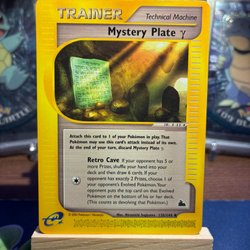 TRAINER
Technical Machine
Mystery Plate γ
Attach this card to 1 of your Pokémon in play. That
Pokémon may use this card's attack instead of its own.
At the end of your turn, discard Mystery Plate γ.
Retro Cave If your opponent has 5 or
more Prizes, shuffle your hand into your
deck and then draw 6 cards. If your
opponent has 2 Prizes, choose 1 of your
opponent's Evolved Pokémon. Your
opponent puts the top card on that Evolved
Pokémon on the bottom of his or her deck.
(This doesn't count as devolving that
Pokémon.)